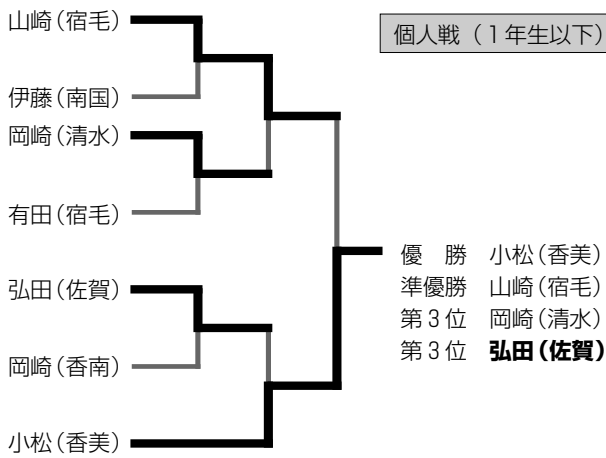 個人戦（１年生以下）
山崎（宿毛）
伊藤（南国）
岡崎（清水）
有田（宿毛）
弘田（佐賀）
岡崎（香南）
小松（香美）
優　勝　小松（香美）
準優勝　山崎（宿毛）
第３位　岡崎（清水）
第３位　弘田（佐賀）